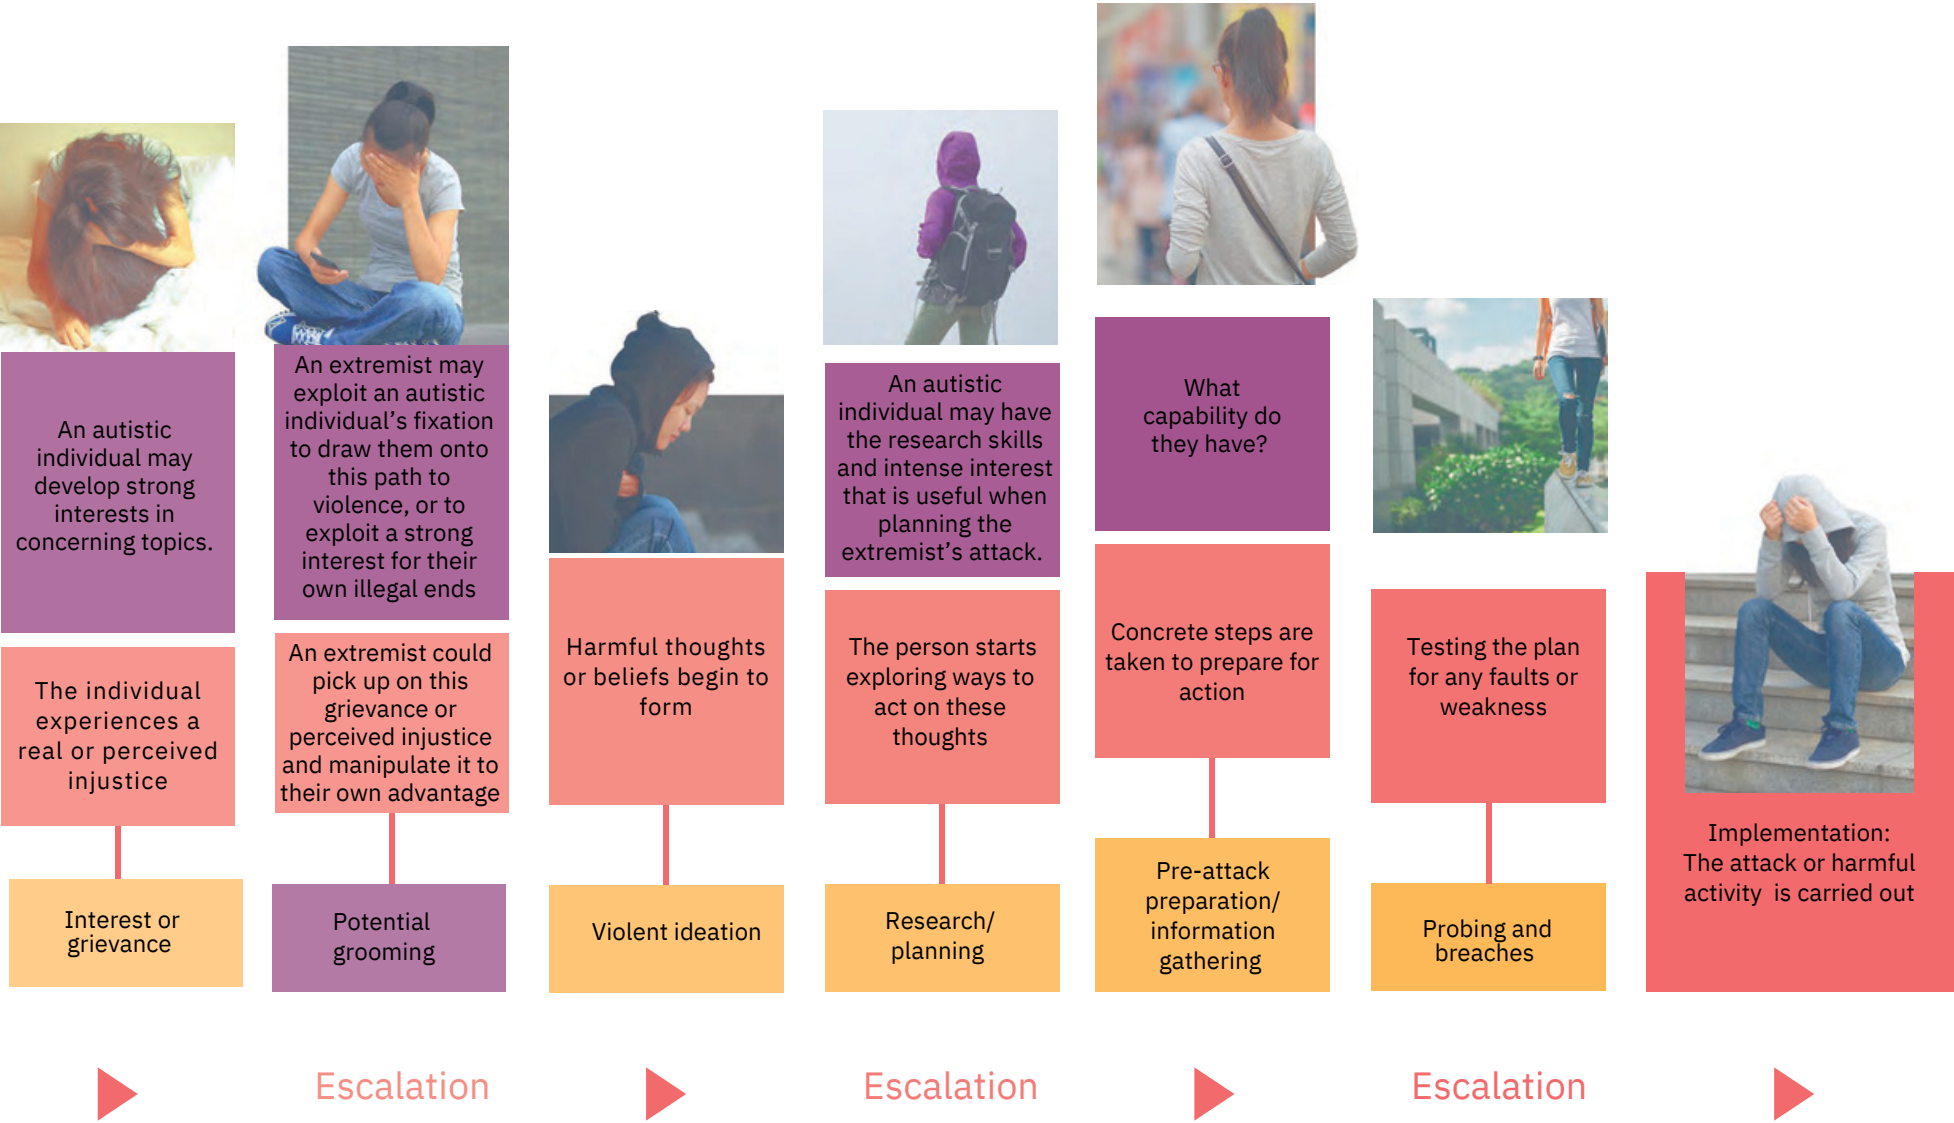 An autistic
individual may
develop strong
interests in
concerning topics.
The individual
experiences a
real or perceived
injustice
Interest or
grievance
An extremist may
exploit an autistic
individual’s fixation
to draw them onto
this path to
violence, or to
exploit a strong
interest for their
own illegal ends
An extremist could
pick up on this
grievance or
perceived injustice
and manipulate it to
their own advantage
Potential
grooming
Harmful thoughts
or beliefs begin to
form
Violent ideation
An autistic
individual may have
the research skills
and intense interest
that is useful when
planning the
extremist’s attack.
The person starts
exploring ways to
act on these
thoughts
Research/
planning
What
capability do
they have?
Concrete steps are
taken to prepare for
action
Pre-attack
preparation/
information
gathering
Testing the plan
for any faults or
weakness
Probing and
breaches
Implementation:
The attack or harmful
activity is carried out
Escalation
Escalation
Escalation